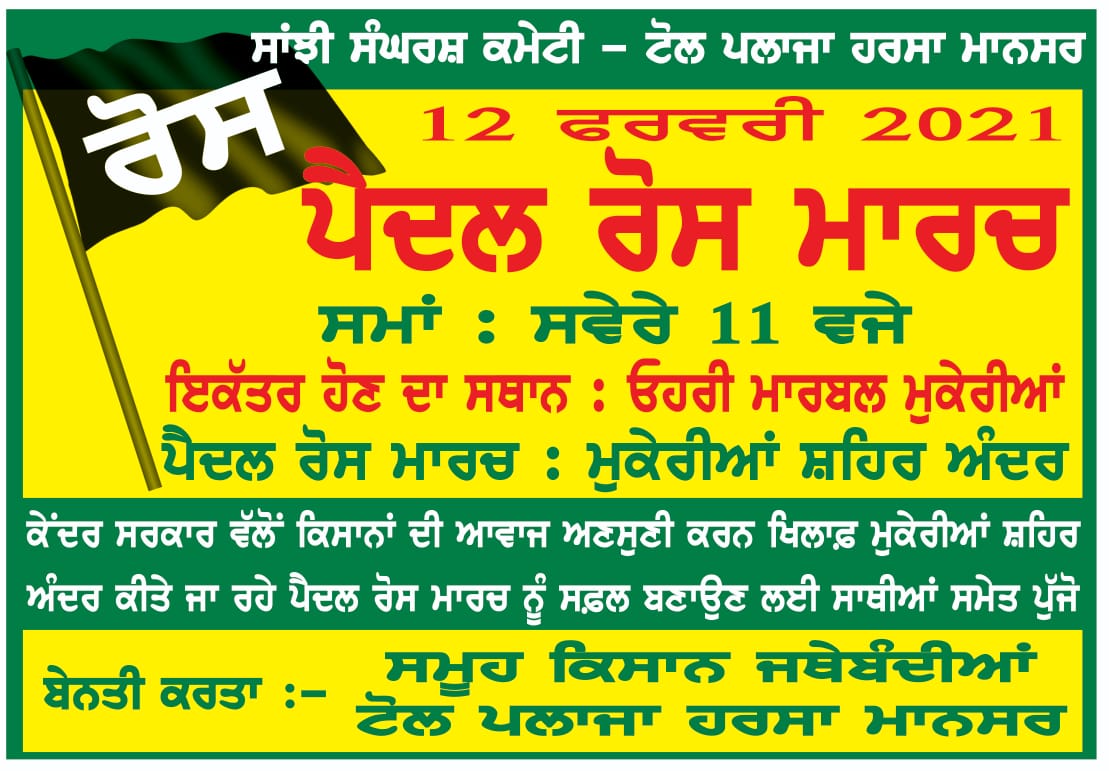 ਸਾਂਝੀ ਸੰਘਰਸ਼ ਕਮੇਟੀ – ਟੋਲ ਪਲਾਜਾ ਹਰਸਾ ਮਾਨਸਰ
ਰੋਸ
12 ਫਰਵਰੀ 2021
ਪੈਦਲ ਰੋਸ ਮਾਰਚ
ਸਮਾਂ : ਸਵੇਰੇ 11 ਵਜੇ
ਇਕੱਤਰ ਹੋਣ ਦਾ ਸਥਾਨ : ਓਹਰੀ ਮਾਰਬਲ ਮੁਕੇਰੀਆਂ
ਪੈਦਲ ਰੋਸ ਮਾਰਚ : ਮੁਕੇਰੀਆਂ ਸ਼ਹਿਰ ਅੰਦਰ
ਕੇਂਦਰ ਸਰਕਾਰ ਵੱਲੋਂ ਕਿਸਾਨਾਂ ਦੀ ਆਵਾਜ ਅਣਸੁਣੀ ਕਰਨ ਖਿਲਾਫ਼ ਮੁਕੇਰੀਆਂ ਸ਼ਹਿਰ
ਅੰਦਰ ਕੀਤੇ ਜਾ ਰਹੇ ਪੈਦਲ ਰੋਸ ਮਾਰਚ ਨੂੰ ਸਫ਼ਲ ਬਣਾਉਣ ਲਈ ਸਾਥੀਆਂ ਸਮੇਤ ਪੁੱਜੋ
ਬੇਨਤੀ ਕਰਤਾ :– ਸਮੂਹ ਕਿਸਾਨ ਜਥੇਬੰਦੀਆਂ
ਟੋਲ ਪਲਾਜਾ ਹਰਸਾ ਮਾਨਸਰ